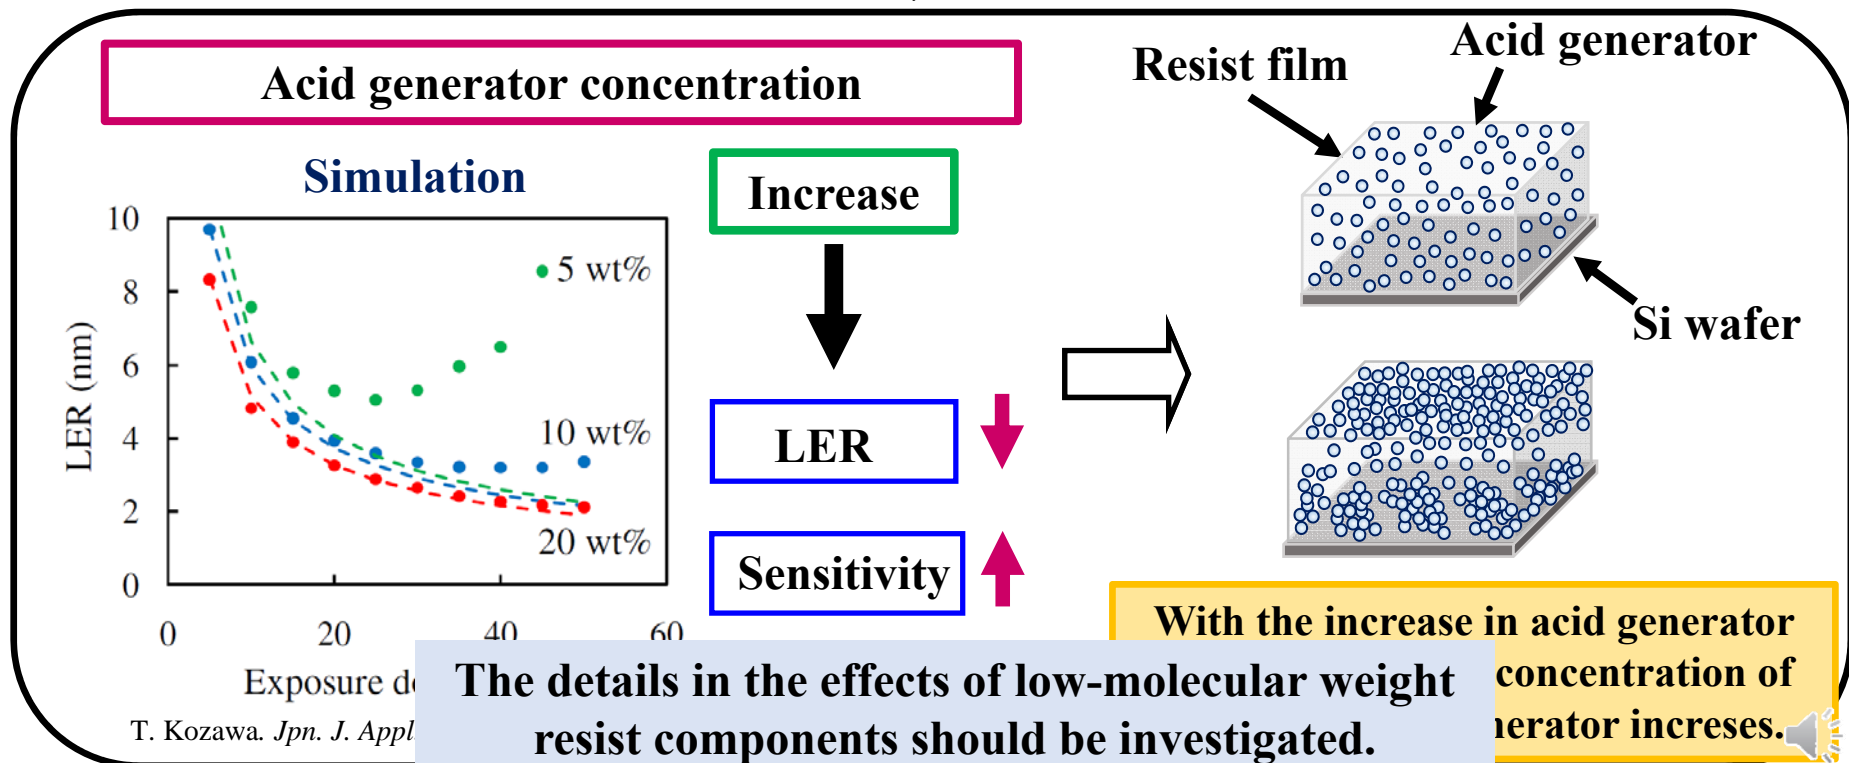 Acid generator concentration
Simulation
10
8
6
4
2
0
LER (nm)
5 wt%
10 wt%
20 wt%
0
20
40
60
Exposure
T. Kozawa. Jpn. J. Appl.
Increase
LER
Sensitivity
Resist film
Acid generator
Si wafer
With the increase in acid generator
concentration of
increses.
The details in the effects of low-molecular weight
resist components should be investigated.